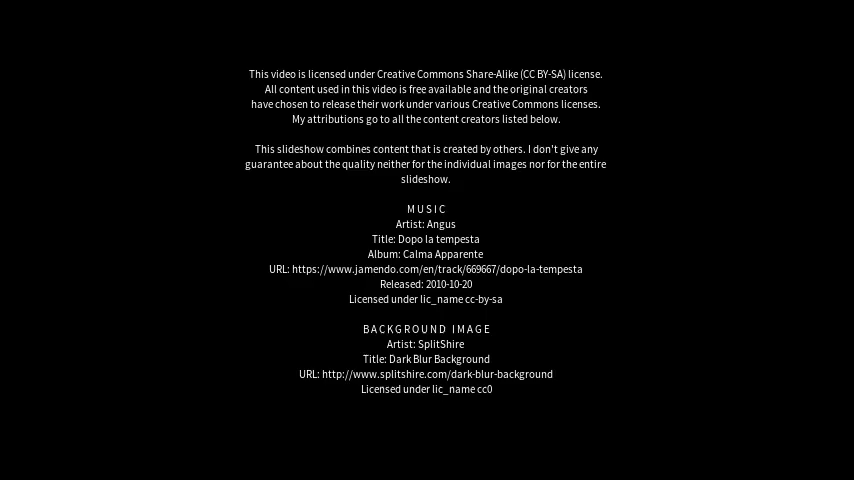 This video is licensed under Creative Commons Share-Alike (CC BY-SA) license.
All content used in this video is free available and the original creators
have chosen to release their work under various Creative Commons licenses.
My attributions go to all the content creators listed below.
This slideshow combines content that is created by others. I don't give any
guarantee about the quality neither for the individual images nor for the entire
slideshow.
MUSIC
Artist: Angus
Title: Dopo la tempesta
Album: Calma Apparente
URL: https://www.jamendo.com/en/track/669667/dopo-la-tempesta
Released: 2010-10-20
Licensed under lic_name cc-by-sa
BACKGROUND IMAGE
Artist: SplitShire
Title: Dark Blur Background
URL: http://www.splitshire.com/dark-blur-background
Licensed under lic_name cc0